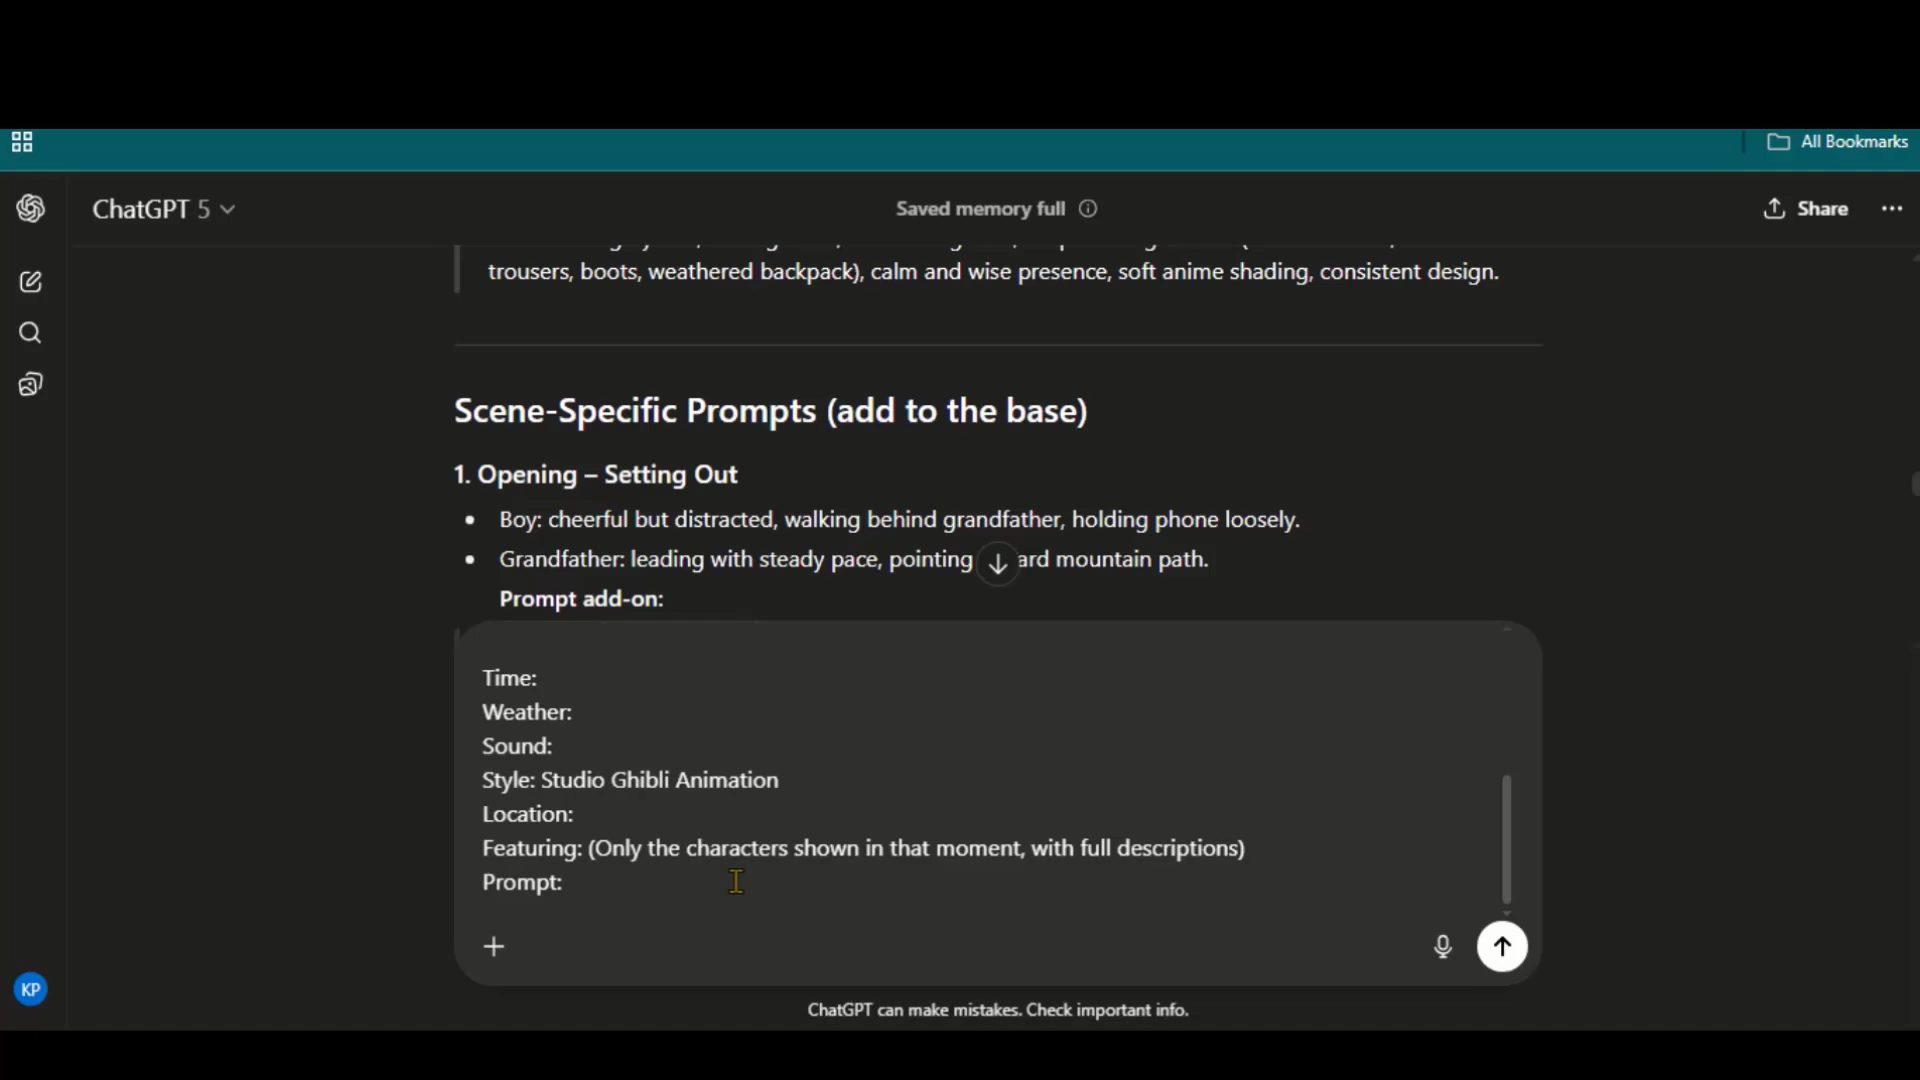 All Bookmarks
ChatGPT 5
Saved memory full
Share
trousers, boots, weathered backpack), calm and wise presence, soft anime shading, consistent design.
Scene-Specific Prompts (add to the base)
1. Opening – Setting Out
• Boy: cheerful but distracted, walking behind grandfather, holding phone loosely.
• Grandfather: leading with steady pace, pointing ard mountain path.
Prompt add-on:
Time:
Weather:
Sound:
Style: Studio Ghibli Animation
Location:
Featuring: (Only the characters shown in that moment, with full descriptions)
Prompt:
KP
ChatGPT can make mistakes. Check important info.